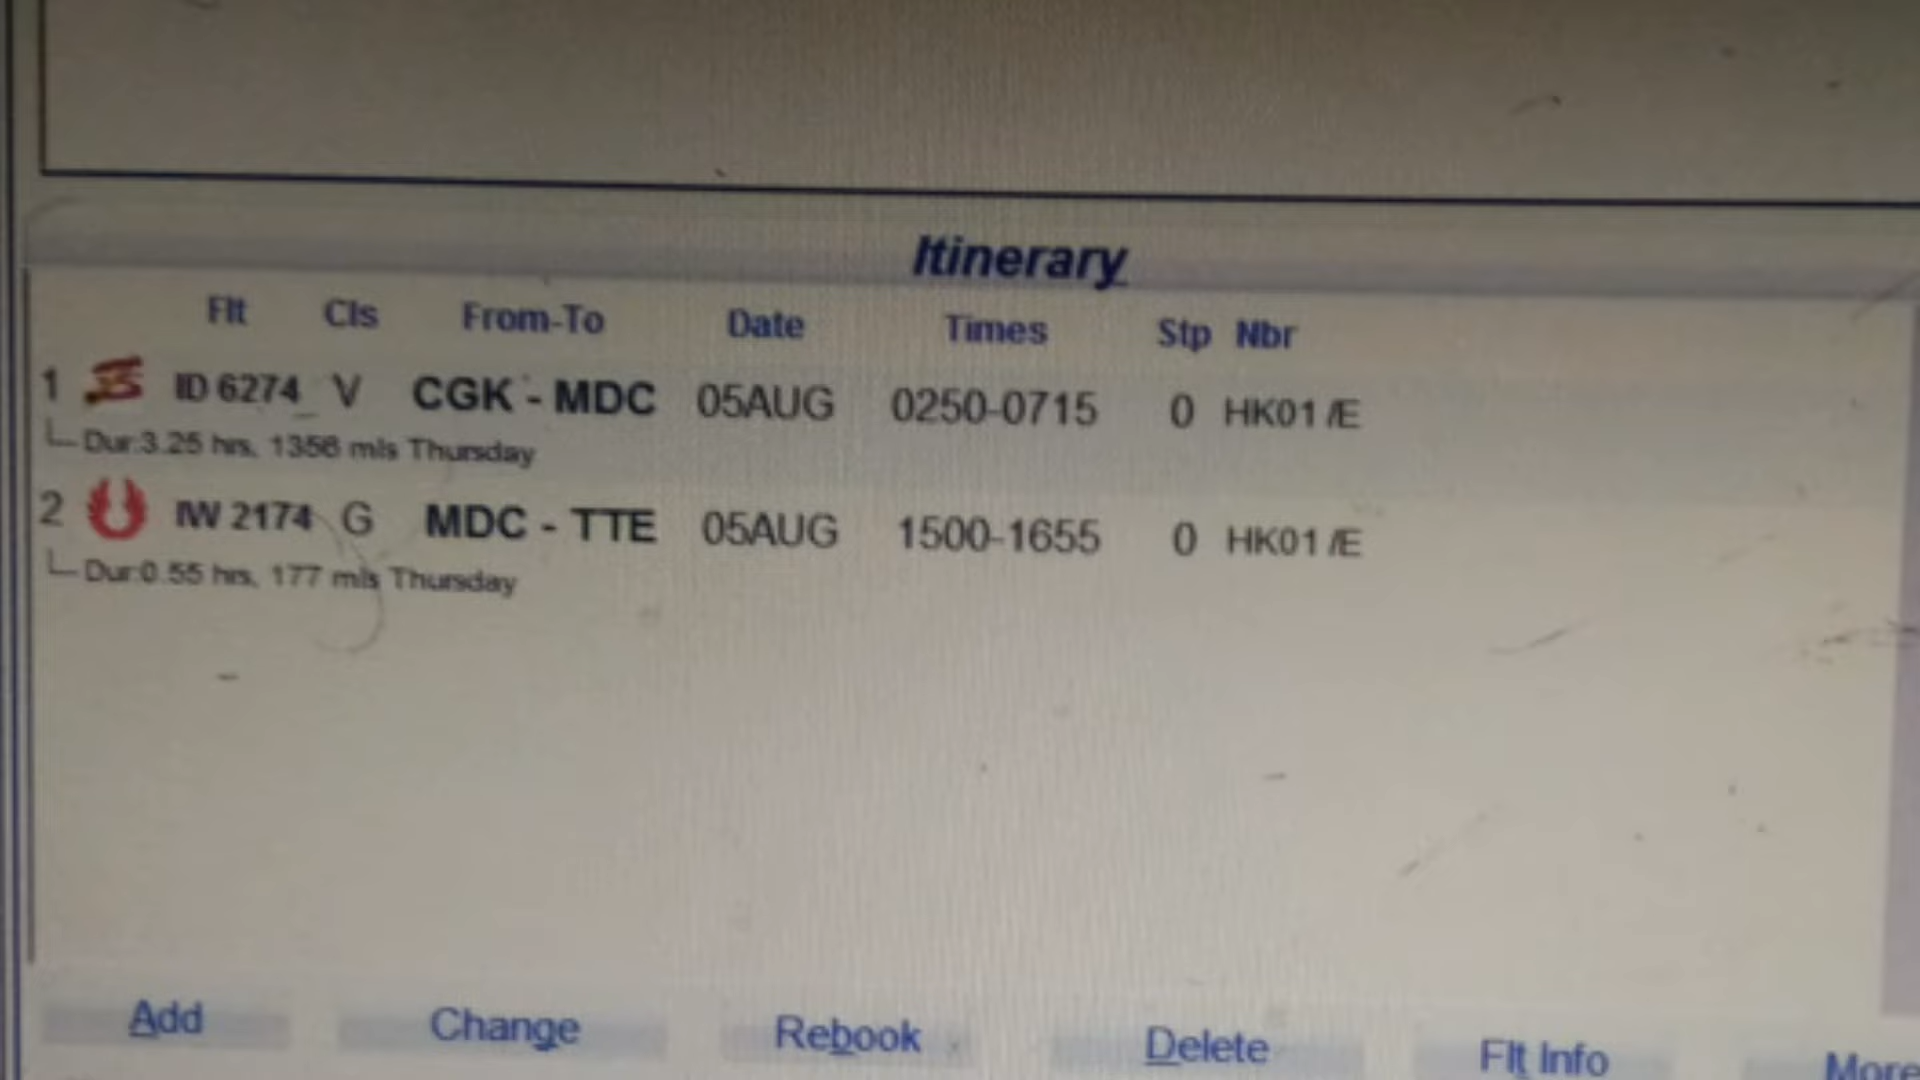 Itinerary
Flt Cls From-To Date Times Stp Nbr
1 ID 6274 V CGK - MDC 05AUG 0250-0715 0 HK01 /E
Dur:3.25 hrs, 1356 mls Thursday
2 IW 2174 G MDC - TTE 05AUG 1500-1655 0 HK01 /E
Dur:0.55 hrs, 177 mls Thursday
Add Change Rebook Delete Flt Info More